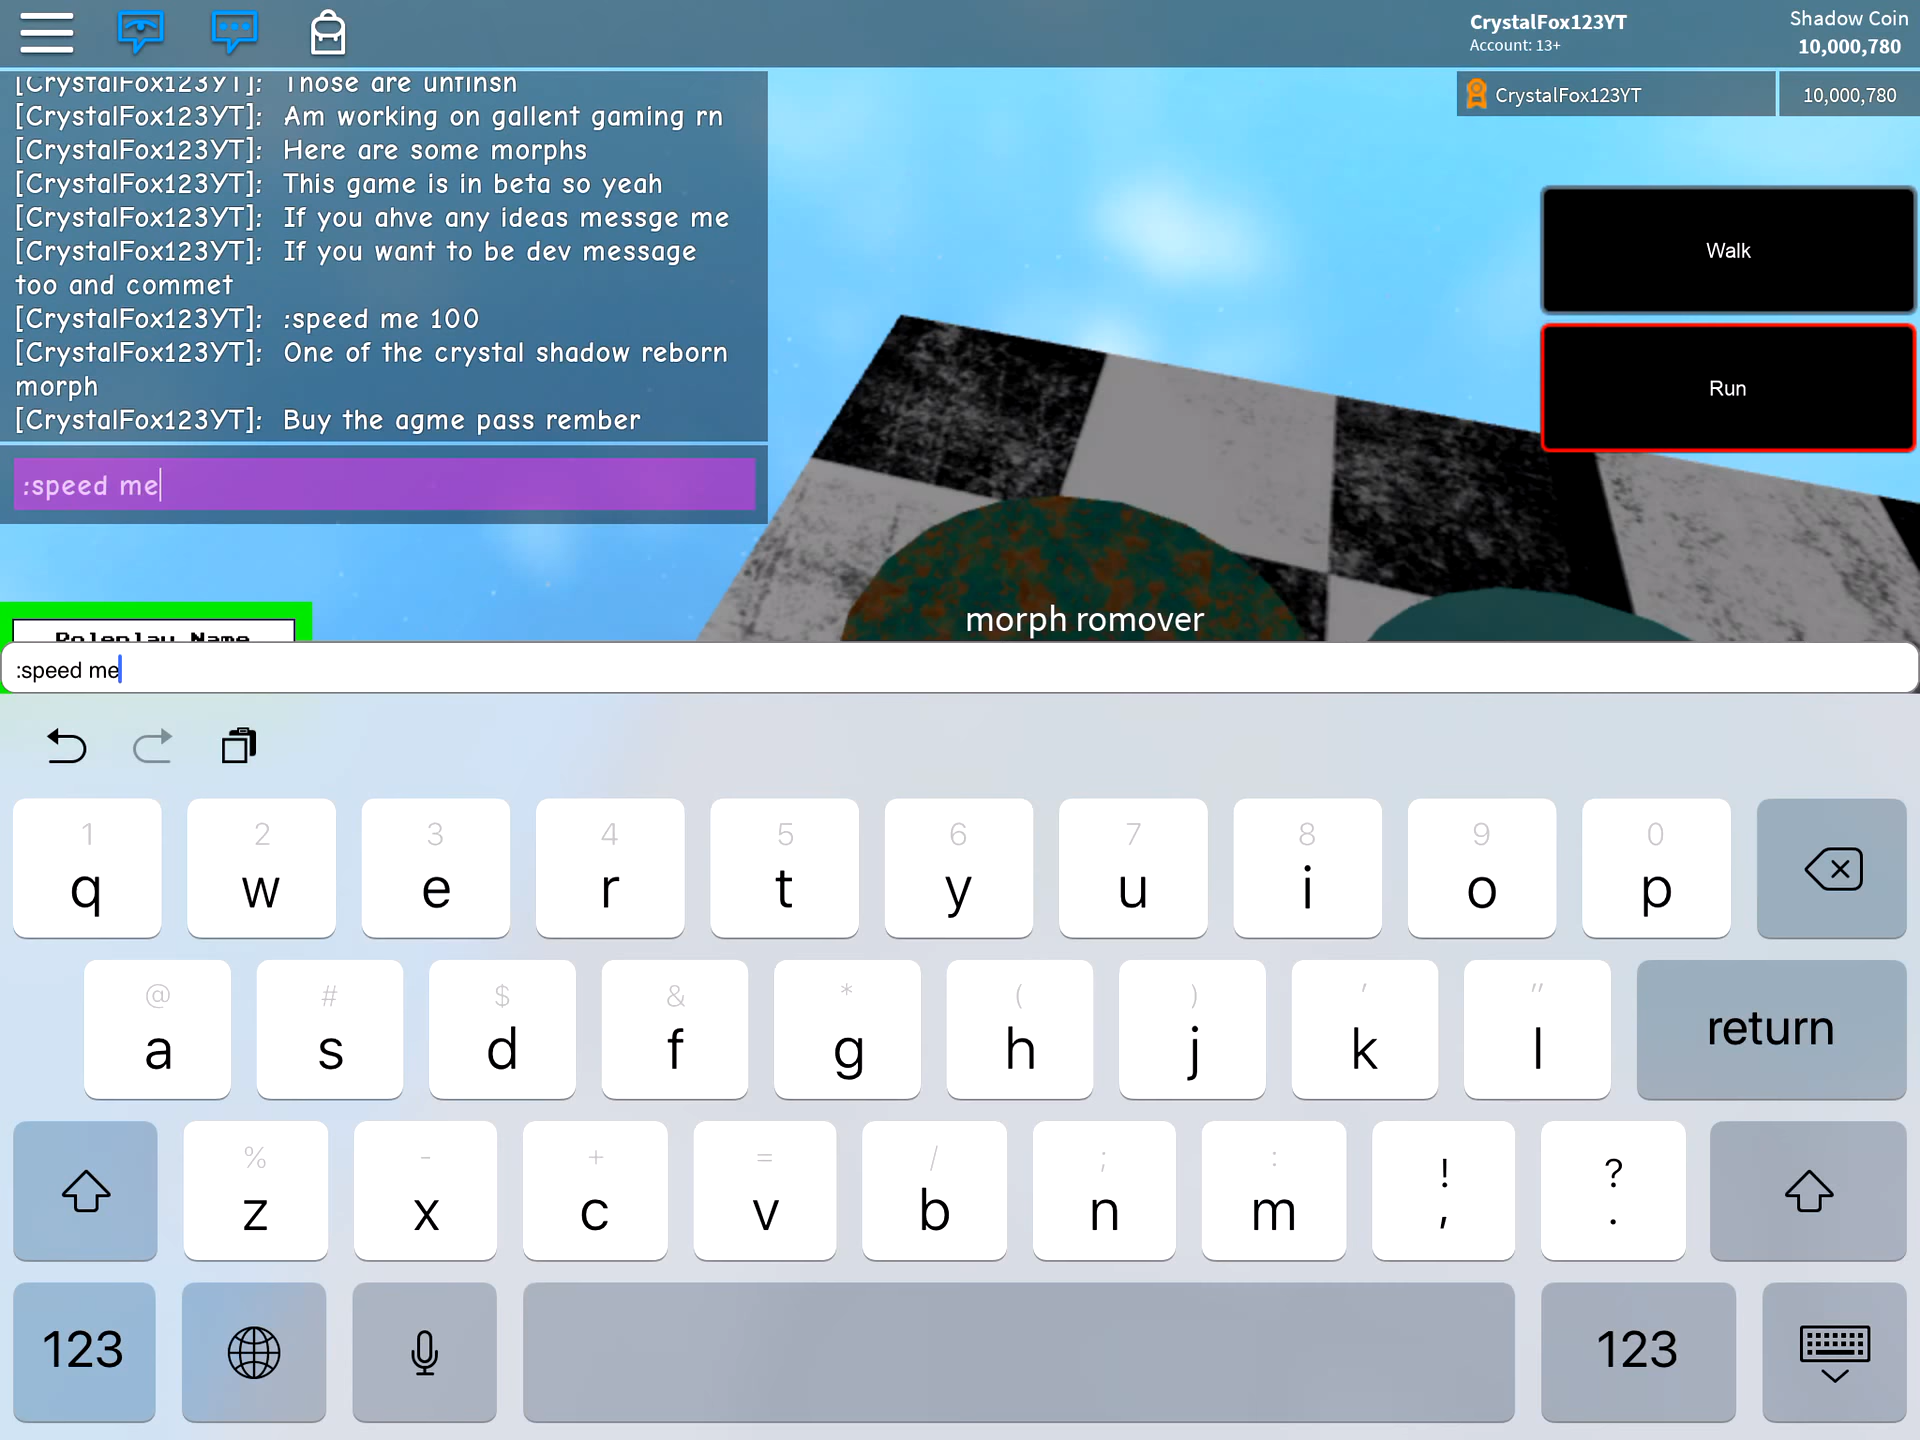 CrystalFox123YT
Account: 13+
Shadow Coin
10,000,780
CrystalFox123YT
10,000,780
[CrystalFox123YT]: Those are unfinsh
[CrystalFox123YT]: Am working on gallent gaming rn
[CrystalFox123YT]: Here are some morphs
[CrystalFox123YT]: This game is in beta so yeah
[CrystalFox123YT]: If you ahve any ideas messge me
[CrystalFox123YT]: If you want to be dev message
too and commet
[CrystalFox123YT]: :speed me 100
[CrystalFox123YT]: One of the crystal shadow reborn
morph
[CrystalFox123YT]: Buy the agme pass rember
:speed me
Walk
Run
morph romover
Roleplay Name
:speed me
1 2 3 4 5 6 7 8 9 0
q w e r t y u i o p
@ # $ & * ( ) ' "
a s d f g h j k l return
% - + = / ; : ! ?
z x c v b n m , .
123 123